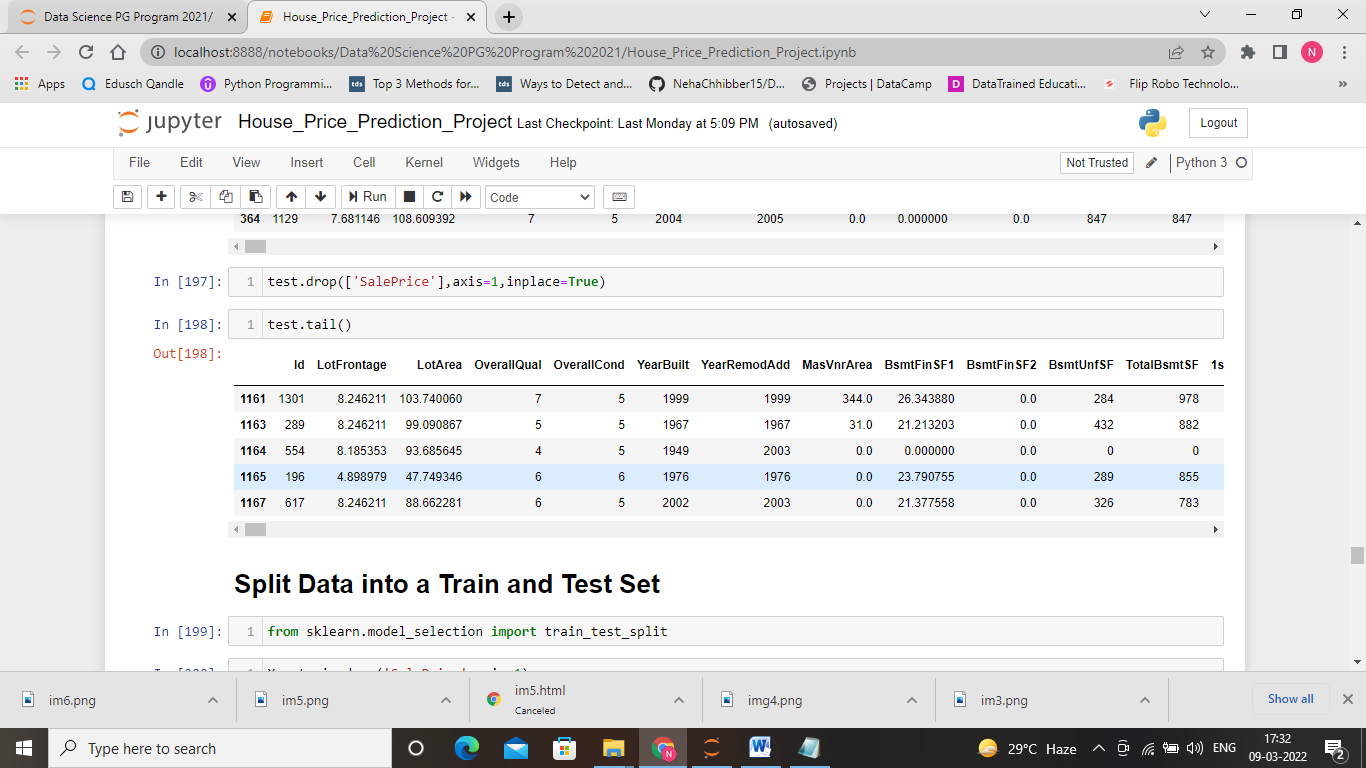 Data Science PG Program 2021/
House_Price_Prediction_Project -
localhost:8888/notebooks/Data%20Science%20PG%20Program%202021/House_Price_Prediction_Project.ipynb
N
Apps Edusch Qandle Python Programmi... tds Top 3 Methods for... tds Ways to Detect and... NehaChhibber15/D... Projects | DataCamp D DataTrained Educati... Flip Robo Technolo... »
jupyter House_Price_Prediction_Project Last Checkpoint: Last Monday at 5:09 PM (autosaved)
Logout
File Edit View Insert Cell Kernel Widgets Help
Not Trusted Python 3
Run Code
364 1129 7.681146 108.609392 7 5 2004 2005 0.0 0.000000 0.0 847 847
In [197]: 1 test.drop(['SalePrice'],axis=1,inplace=True)
In [198]: 1 test.tail()
Out[198]:
Id LotFrontage LotArea OverallQual OverallCond YearBuilt YearRemodAdd MasVnrArea BsmtFinSF1 BsmtFinSF2 BsmtUnfSF TotalBsmtSF 1s
1161 1301 8.246211 103.740060 7 5 1999 1999 344.0 26.343880 0.0 284 978
1163 289 8.246211 99.090867 5 5 1967 1967 31.0 21.213203 0.0 432 882
1164 554 8.185353 93.685645 4 5 1949 2003 0.0 0.000000 0.0 0 0
1165 196 4.898979 47.749346 6 6 1976 1976 0.0 23.790755 0.0 289 855
1167 617 8.246211 88.662281 6 5 2002 2003 0.0 21.377558 0.0 326 783
Split Data into a Train and Test Set
In [199]: 1 from sklearn.model_selection import train_test_split
im6.png
im5.png
im5.html
Canceled
img4.png
im3.png
Show all
Type here to search
N
W
29°C Haze
ENG
17:32
09-03-2022
2